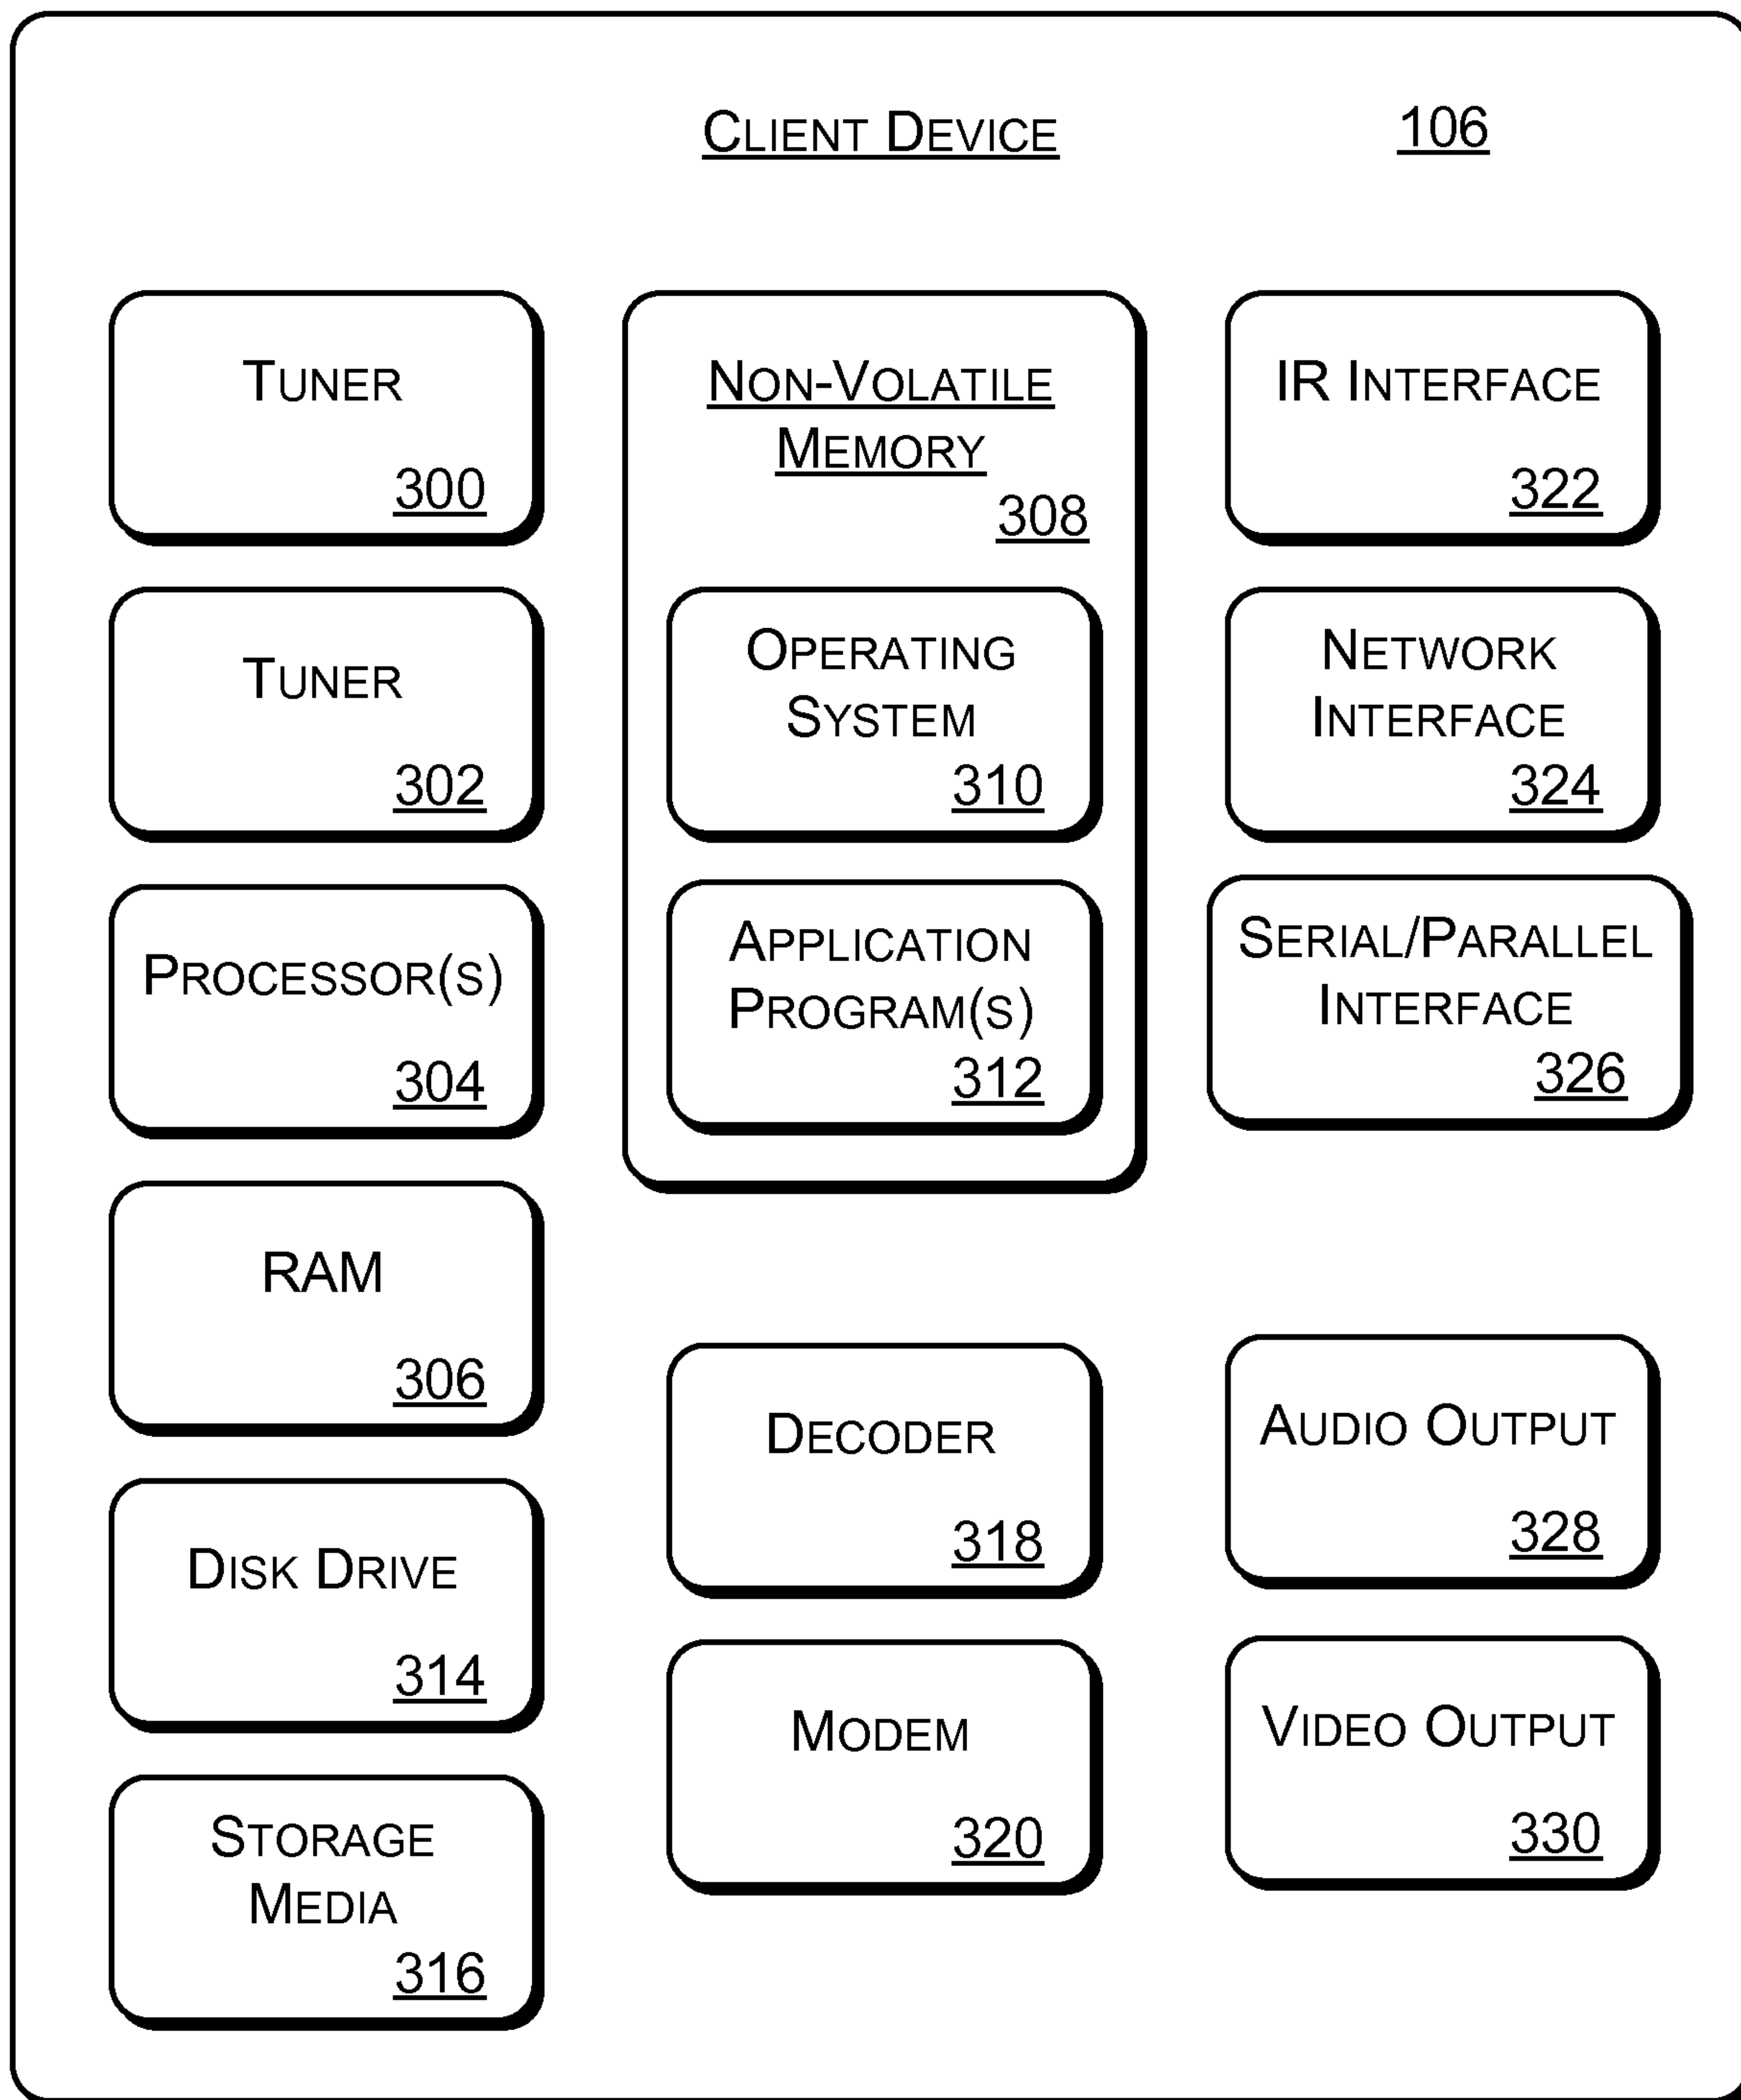 CLIENT DEVICE 106
TUNER
300
TUNER
302
PROCESSOR(S)
304
RAM
306
DISK DRIVE
314
STORAGE
MEDIA
316
NON-VOLATILE
MEMORY
308
OPERATING
SYSTEM
310
APPLICATION
PROGRAM(S)
312
DECODER
318
MODEM
320
IR INTERFACE
322
NETWORK
INTERFACE
324
SERIAL/PARALLEL
INTERFACE
326
AUDIO OUTPUT
328
VIDEO OUTPUT
330